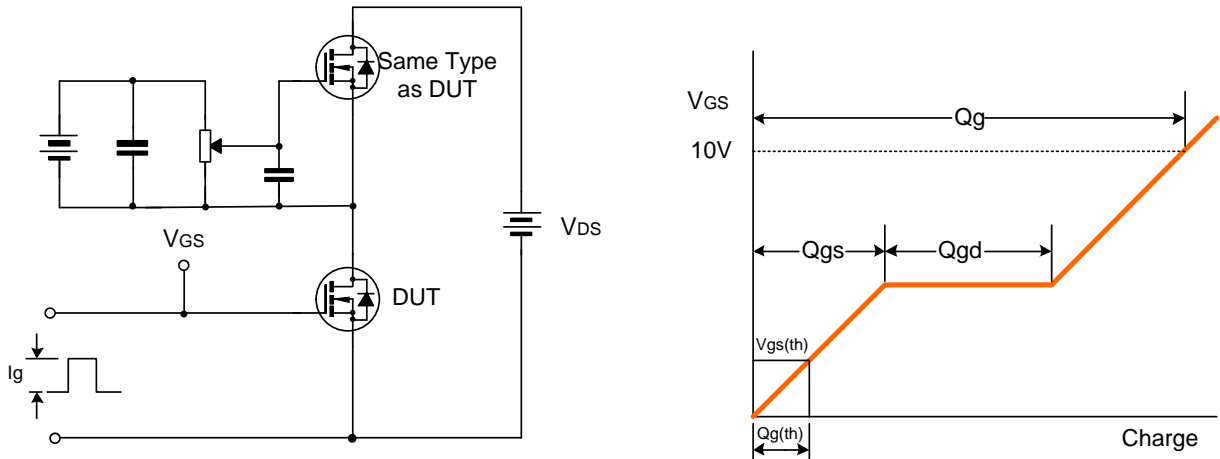 Same Type
as DUT
VGS
VDS
DUT
Ig
VGS
Qg
10V
Qgs
Qgd
Vgs(th)
Qg(th)
Charge